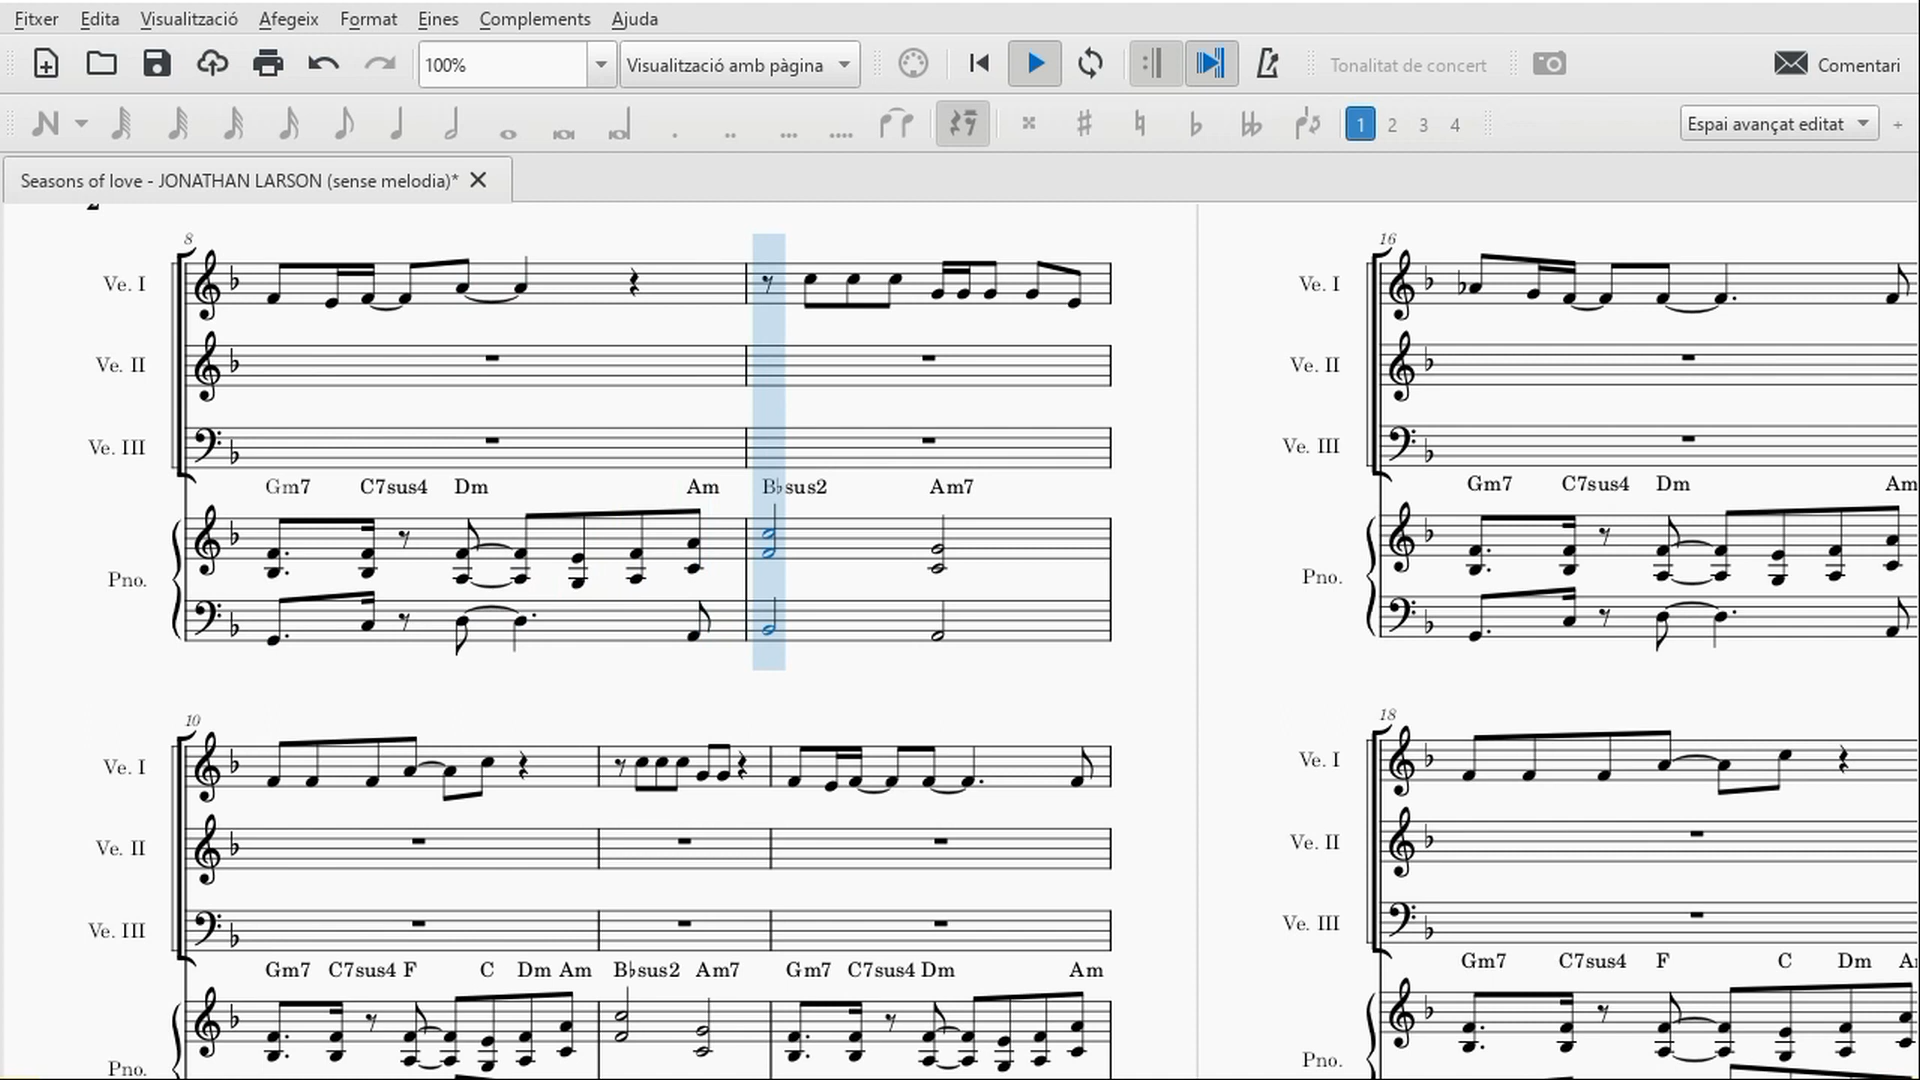 Fitxer Edita Visualització Afegeix Format Eines Complements Ajuda
100% Visualització amb pàgina Tonalitat de concert Comentari
1 2 3 4 Espai avançat editat +
Seasons of love - JONATHAN LARSON (sense melodia)*
8
Ve. I
Ve. II
Ve. III
Gm7 C7sus4 Dm Am B♭sus2 Am7
Pno.
10
Ve. I
Ve. II
Ve. III
Gm7 C7sus4 F C Dm Am B♭sus2 Am7 Gm7 C7sus4 Dm Am
Pno.
16
Ve. I
Ve. II
Ve. III
Gm7 C7sus4 Dm Am
Pno.
18
Ve. I
Ve. II
Ve. III
Gm7 C7sus4 F C Dm
Pno.